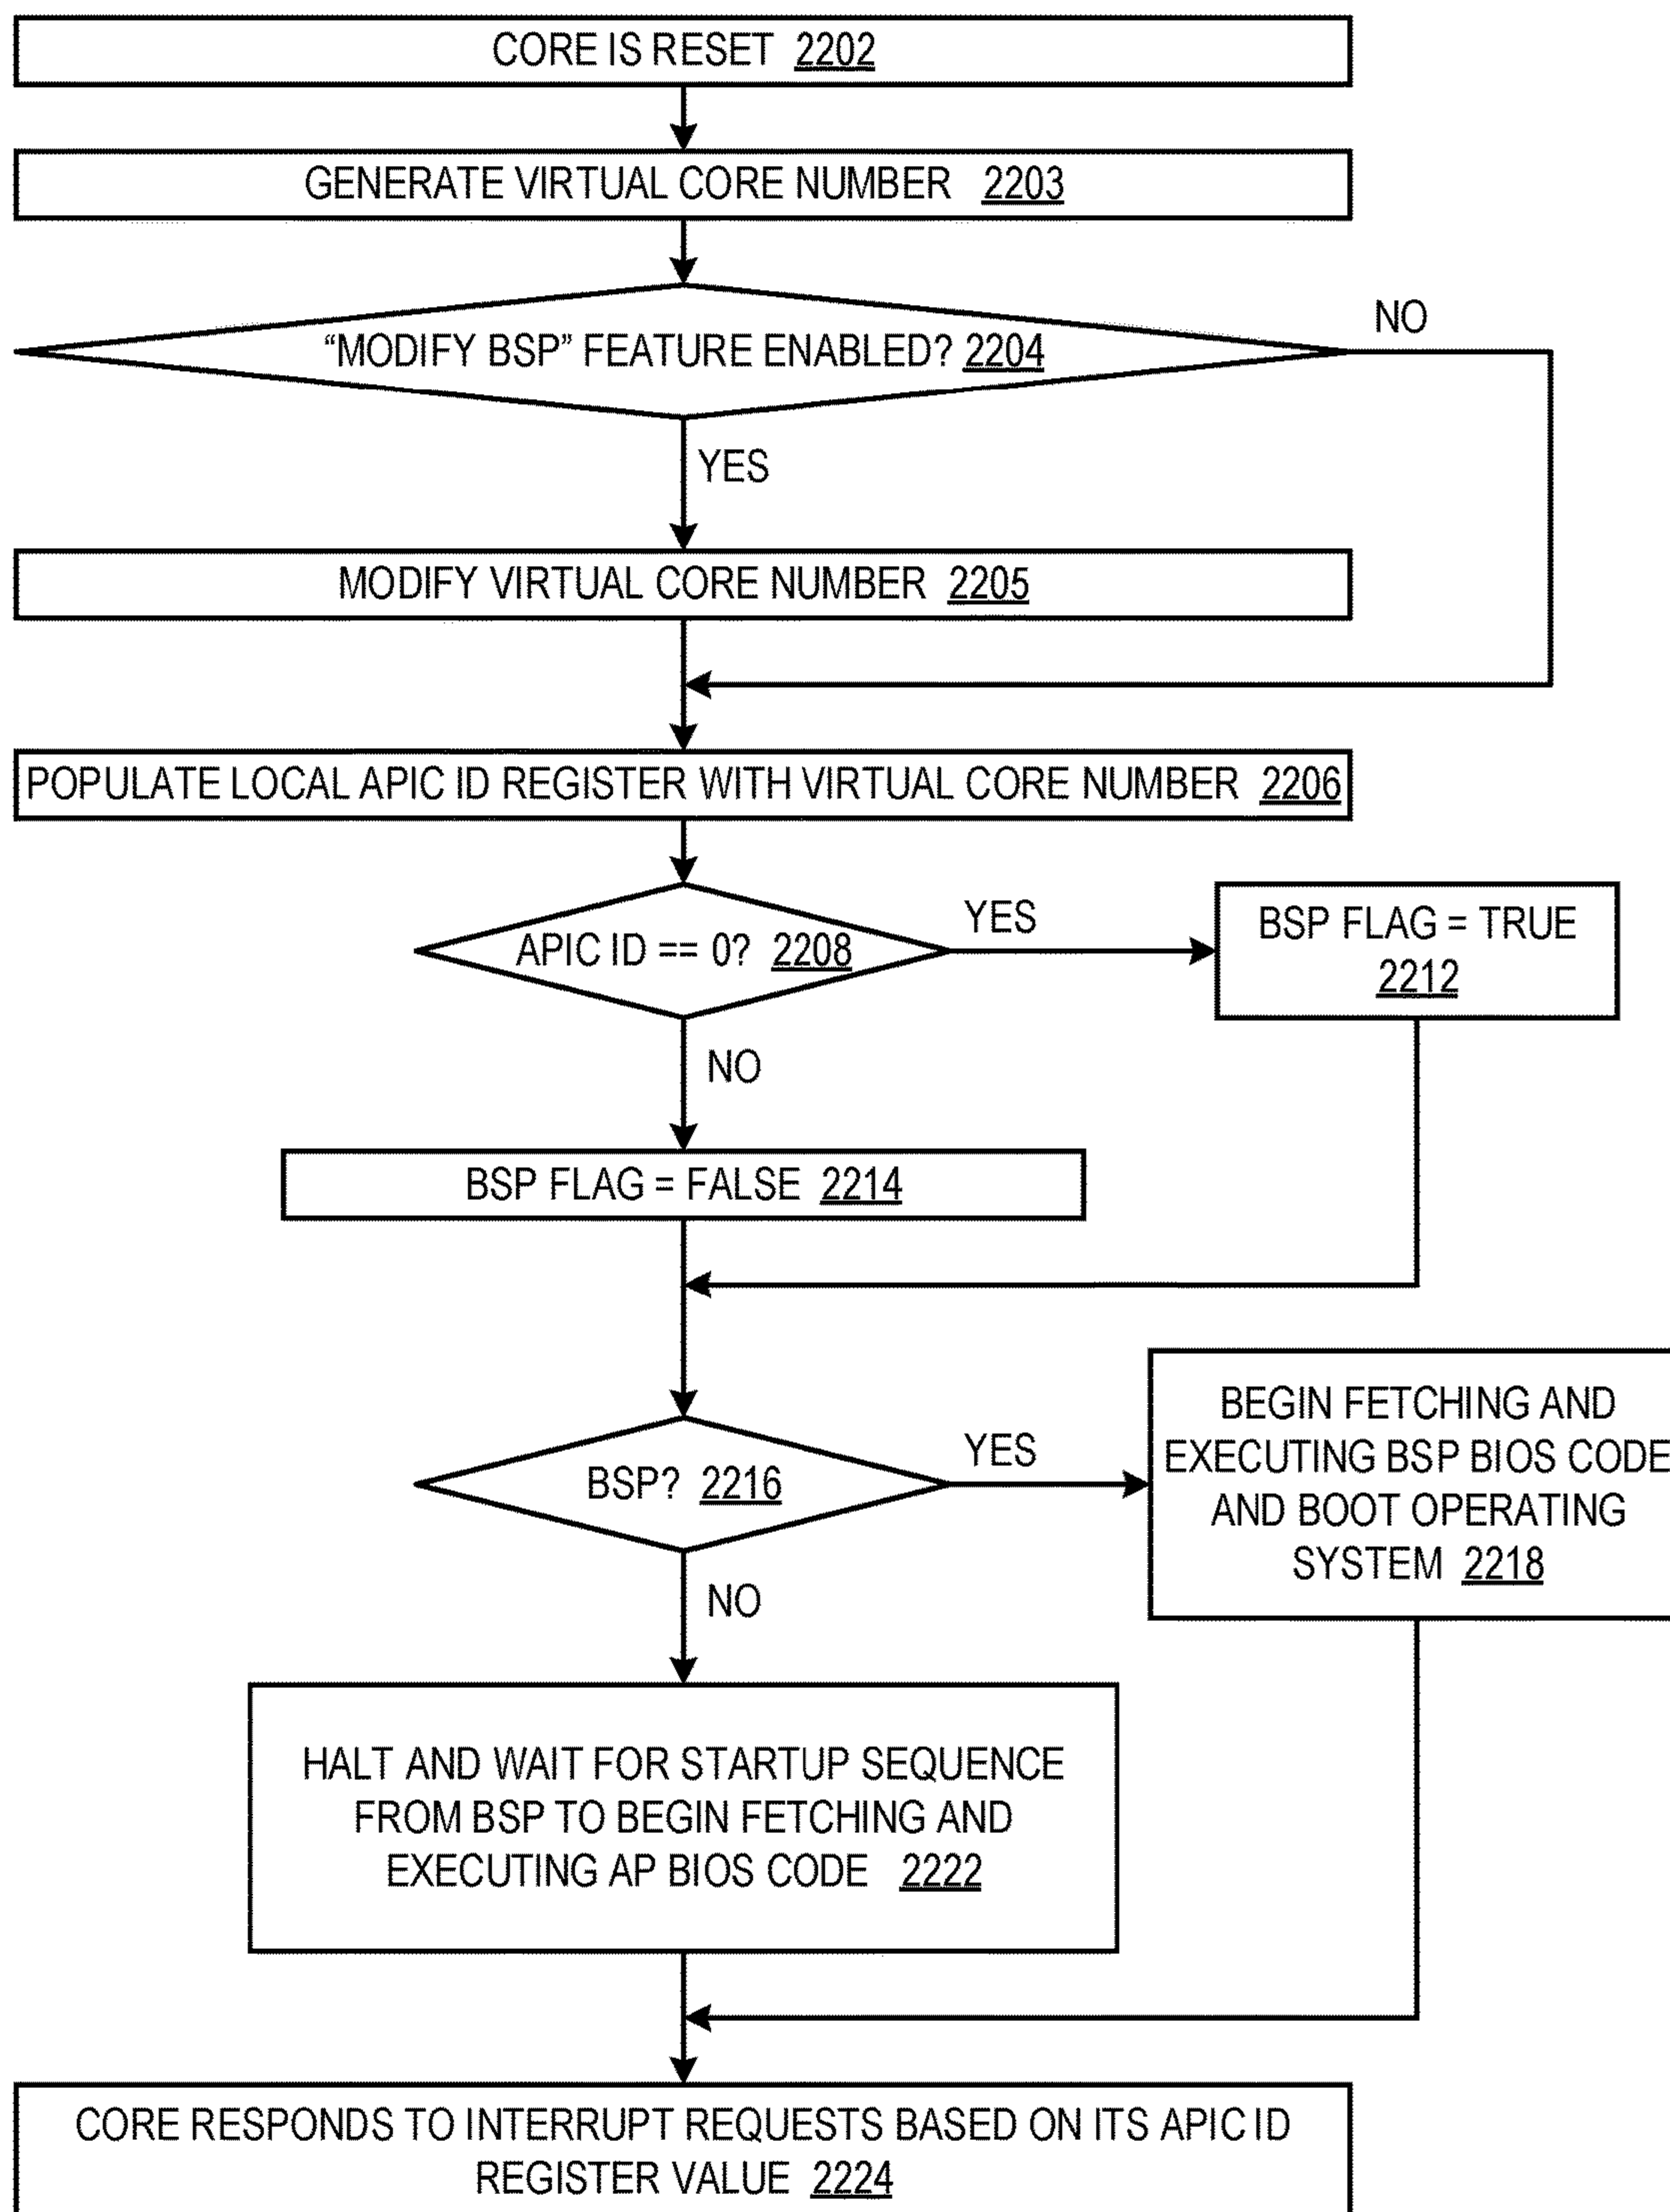 CORE IS RESET 2202
GENERATE VIRTUAL CORE NUMBER 2203
NO
“MODIFY BSP” FEATURE ENABLED? 2204
YES
MODIFY VIRTUAL CORE NUMBER 2205
POPULATE LOCAL APIC ID REGISTER WITH VIRTUAL CORE NUMBER 2206
APIC ID == 0? 2208
YES
BSP FLAG = TRUE
2212
NO
BSP FLAG = FALSE 2214
BSP? 2216
YES
BEGIN FETCHING AND
EXECUTING BSP BIOS CODE
AND BOOT OPERATING
SYSTEM 2218
NO
HALT AND WAIT FOR STARTUP SEQUENCE
FROM BSP TO BEGIN FETCHING AND
EXECUTING AP BIOS CODE 2222
CORE RESPONDS TO INTERRUPT REQUESTS BASED ON ITS APIC ID
REGISTER VALUE 2224